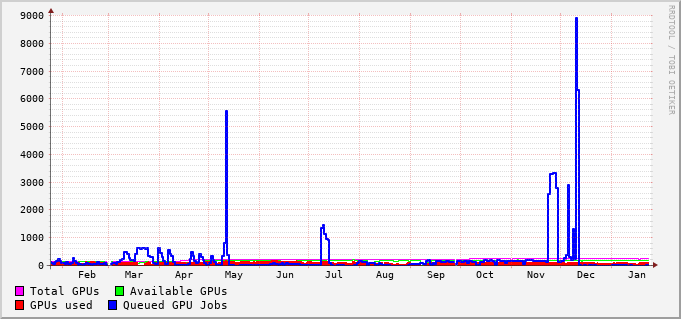 9000
8000
7000
6000
5000
4000
3000
2000
1000
0
Feb Mar Apr May Jun Jul Aug Sep Oct Nov Dec Jan
Total GPUs Available GPUs
GPUs used Queued GPU Jobs
RRDTOOL / TOBI OETIKER